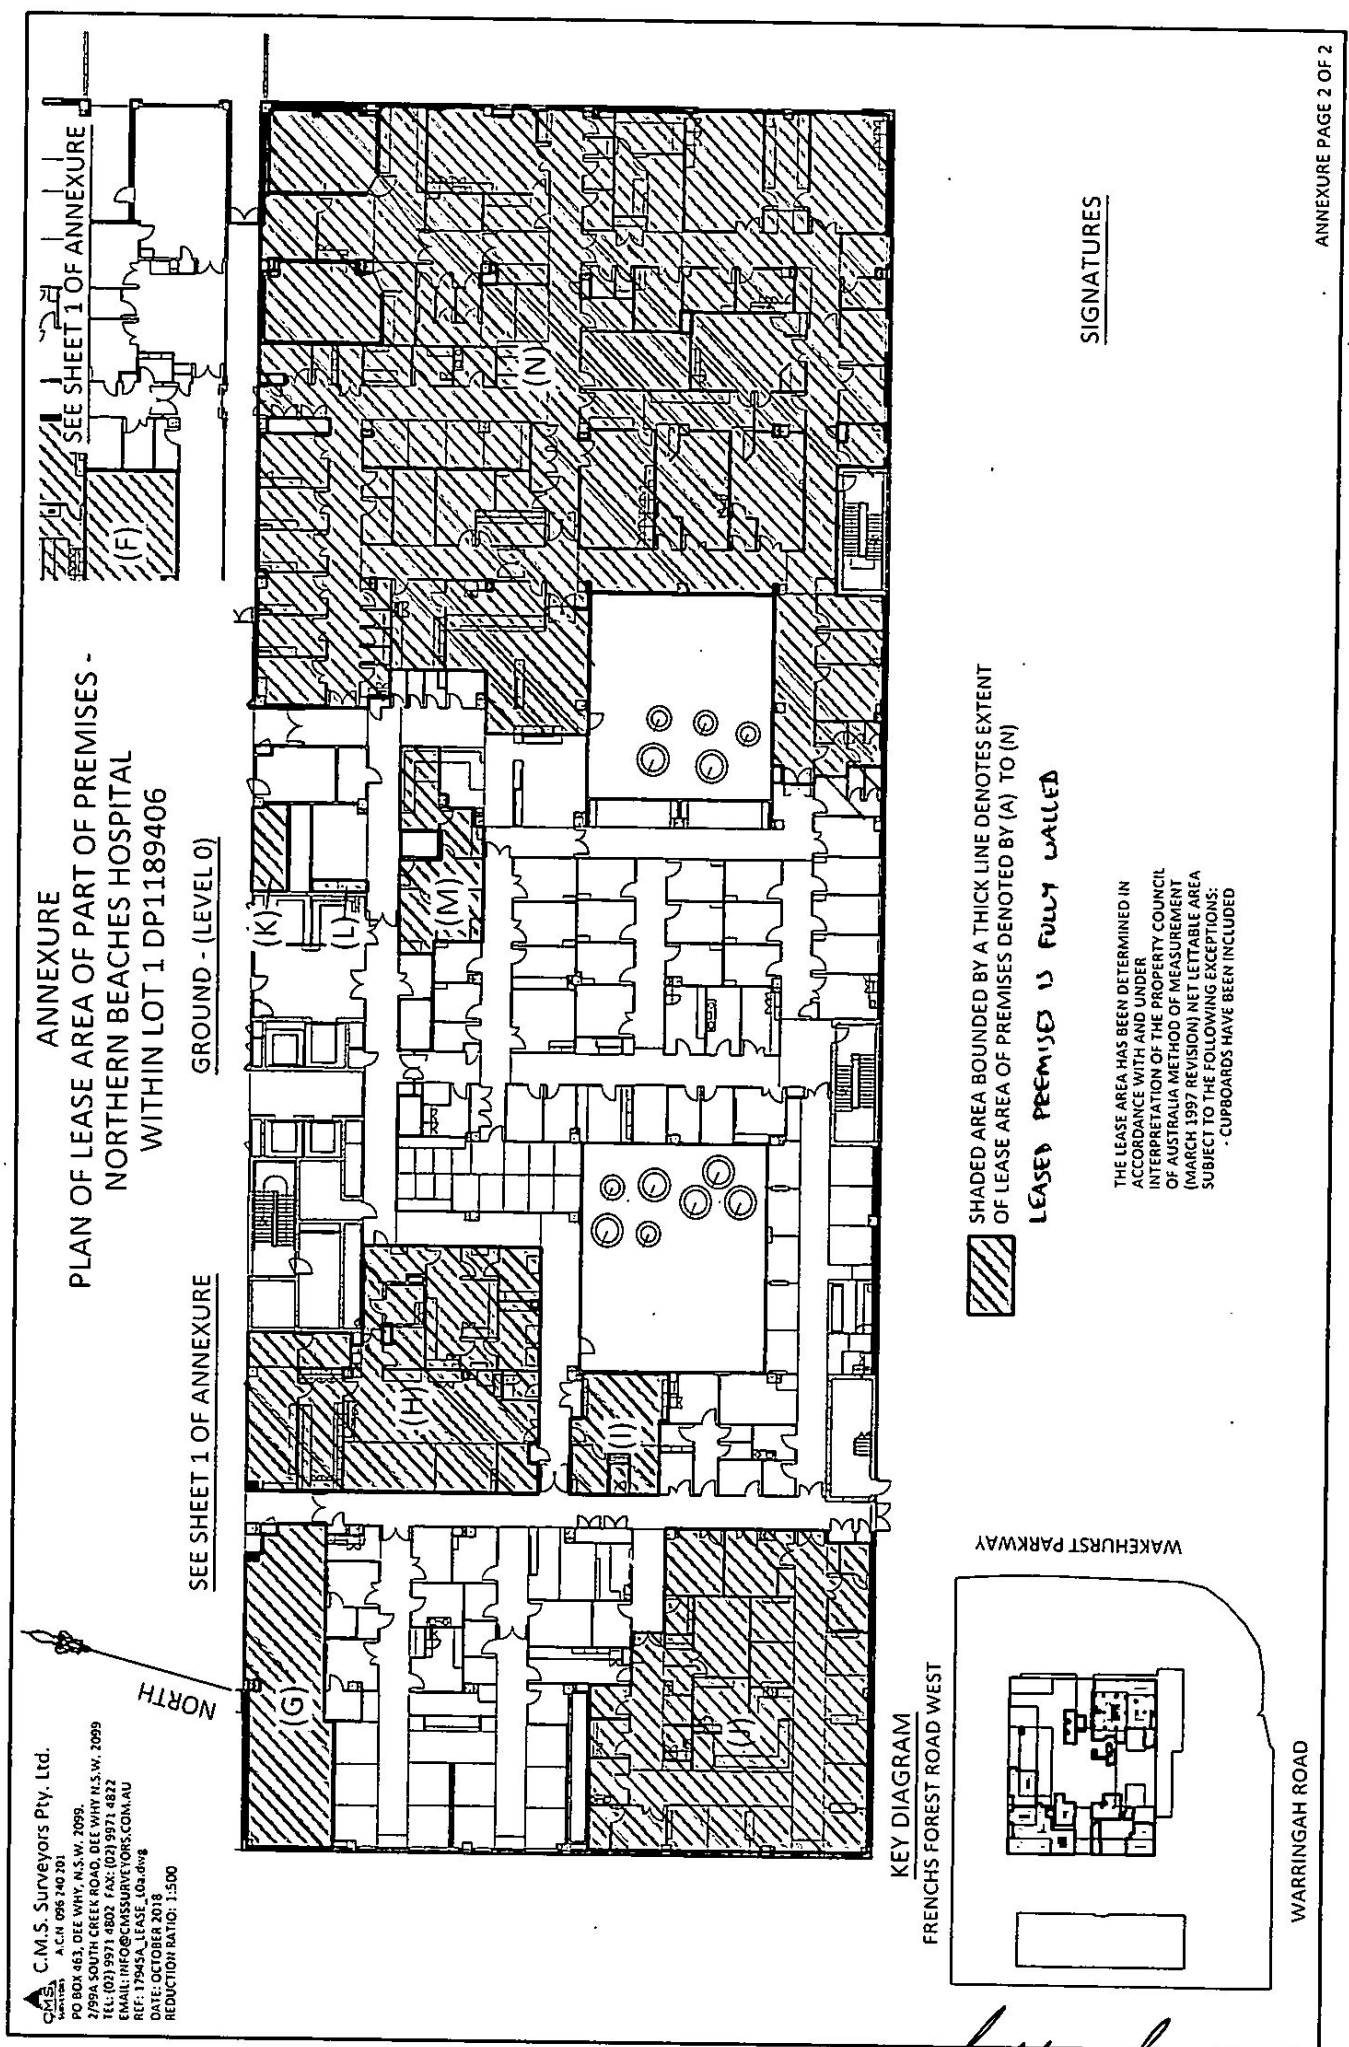 ANNEXURE
PLAN OF LEASE AREA OF PART OF PREMISES -
NORTHERN BEACHES HOSPITAL
WITHIN LOT 1 DP1189406
GROUND - (LEVEL 0)
CMS
SURVEYORS
C.M.S. Surveyors Pty. Ltd.
A.C.N 096 240 201
PO BOX 463, DEE WHY, N.S.W. 2099.
2/99A SOUTH CREEK ROAD, DEE WHY N.S.W. 2099
TEL: (02) 9971 4802 FAX: (02) 9971 4822
EMAIL: INFO@CMSSURVEYORS.COM.AU
REF: 17945A_LEASE_L0a.dwg
DATE: OCTOBER 2018
REDUCTION RATIO: 1:500
NORTH
SEE SHEET 1 OF ANNEXURE
SEE SHEET 1 OF ANNEXURE
(F)
(G)
(H)
(I)
(J)
(K)
(L)
(M)
(N)
KEY DIAGRAM
FRENCHS FOREST ROAD WEST
WAKEHURST PARKWAY
WARRINGAH ROAD
SHADED AREA BOUNDED BY A THICK LINE DENOTES EXTENT
OF LEASE AREA OF PREMISES DENOTED BY (A) TO (N)
LEASED PREMISES IS FULLY WALLED
THE LEASE AREA HAS BEEN DETERMINED IN
ACCORDANCE WITH AND UNDER
INTERPRETATION OF THE PROPERTY COUNCIL
OF AUSTRALIA METHOD OF MEASUREMENT
(MARCH 1997 REVISION) NET LETTABLE AREA
SUBJECT TO THE FOLLOWING EXCEPTIONS:
- CUPBOARDS HAVE BEEN INCLUDED
SIGNATURES
ANNEXURE PAGE 2 OF 2